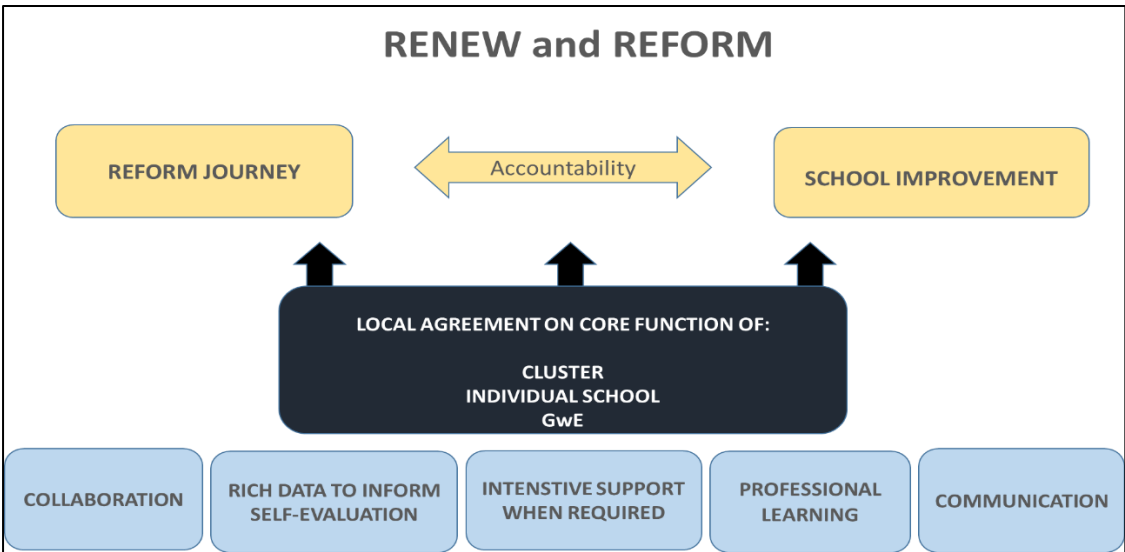 RENEW and REFORM
REFORM JOURNEY
Accountability
SCHOOL IMPROVEMENT
LOCAL AGREEMENT ON CORE FUNCTION OF:
CLUSTER
INDIVIDUAL SCHOOL
GwE
COLLABORATION
RICH DATA TO INFORM
SELF-EVALUATION
INTENSTIVE SUPPORT
WHEN REQUIRED
PROFESSIONAL
LEARNING
COMMUNICATION